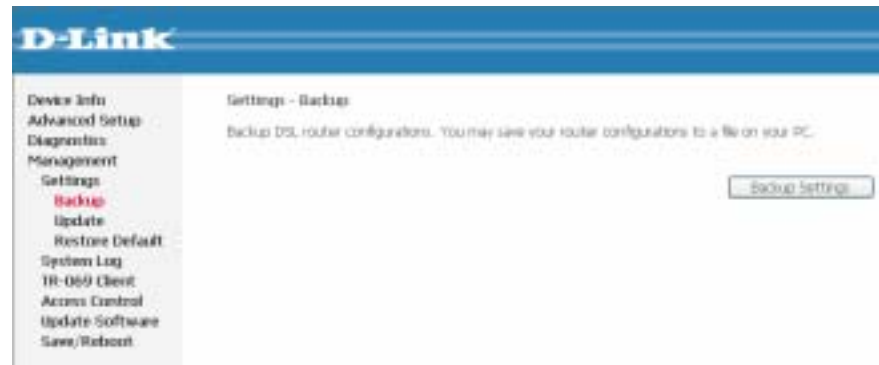 D-Link
Device Info
Advanced Setup
Diagnostics
Management
Settings
Backup
Update
Restore Default
System Log
TR-069 Client
Access Control
Update Software
Save/Reboot
Settings - Backup
Backup DSL router configurations. You may save your router configurations to a file on your PC.
Backup Settings